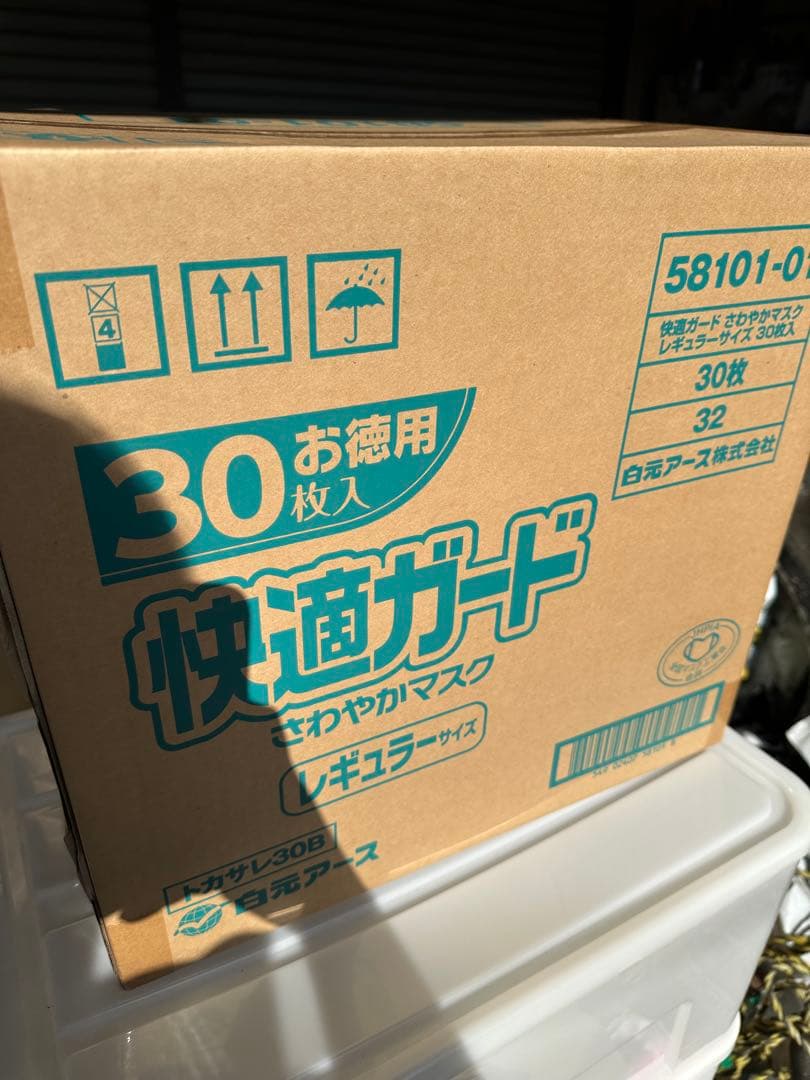 4
58101-01
快適ガード さわやかマスク
レギュラーサイズ 30枚入
30枚
32
白元アース株式会社
お徳用
30枚入
快適ガード
さわやかマスク
レギュラーサイズ
JHPIA
トカサレ30B
白元アース